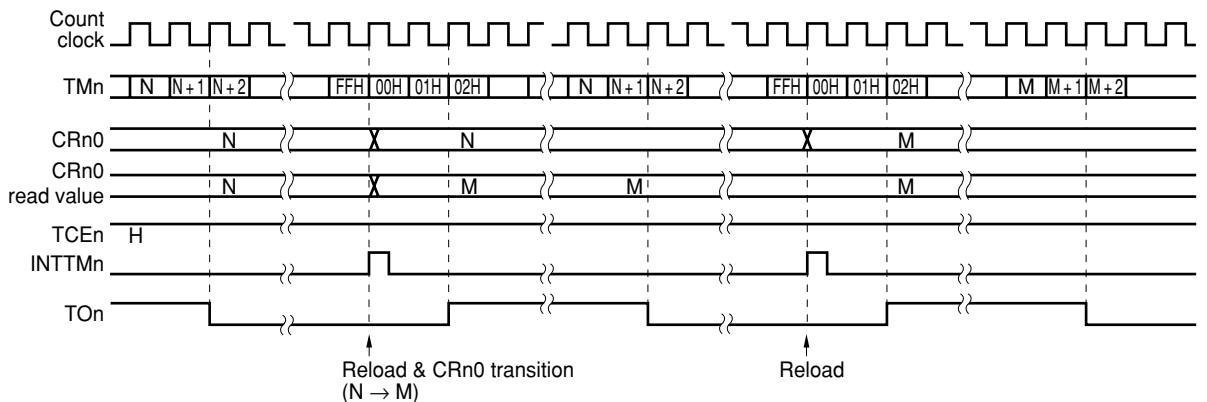 Count
clock
TMn N N + 1 N + 2 FFH 00H 01H 02H N N + 1 N + 2 FFH 00H 01H 02H M M + 1 M + 2
CRn0 N N M
CRn0
read value N M M M
TCEn H
INTTMn
TOn
Reload & CRn0 transition
(N → M)
Reload